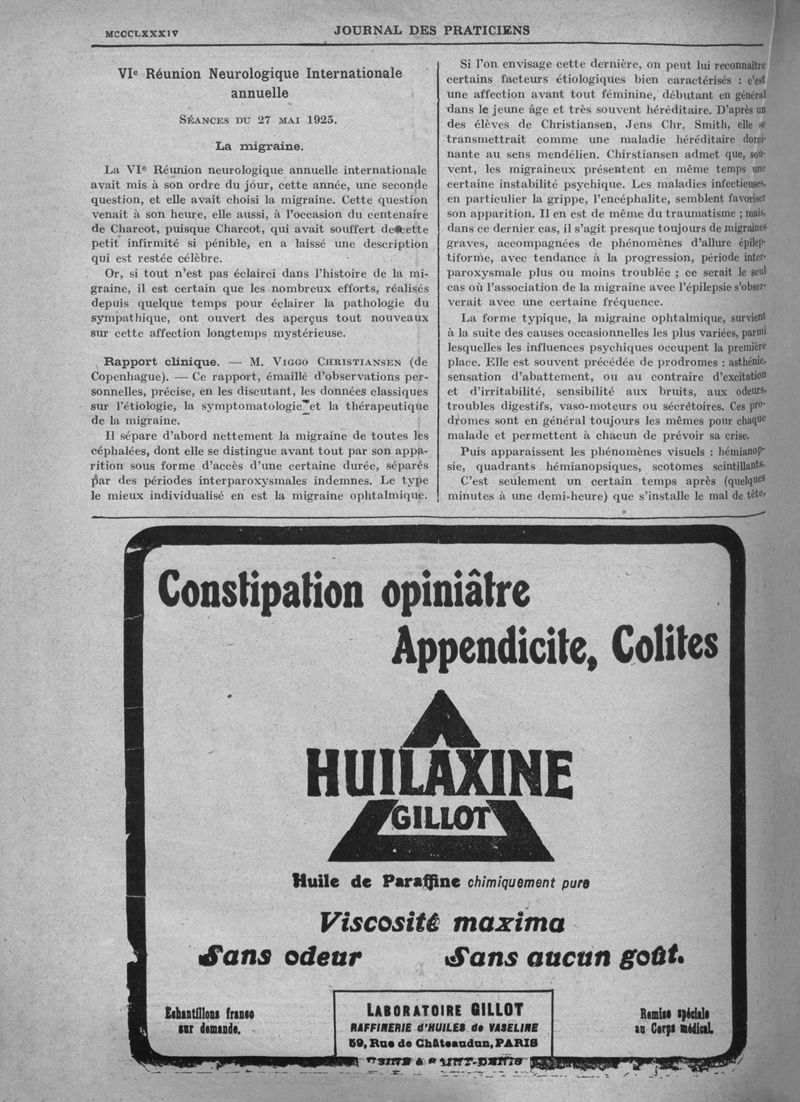 MCCCLXXXIV
JOURNAL DES PRATICIENS
VIe Réunion Neurologique Internationale
annuelle
SÉANCES DU 27 MAI 1925.
La migraine.
La VIe Réunion neurologique annuelle internationale
avait mis à son ordre du jour, cette année, une seconde
question, et elle avait choisi la migraine. Cette question
venait à son heure, elle aussi, à l'occasion du centenaire
de Charcot, puisque Charcot, qui avait souffert de cette
petit infirmité si pénible, en a laissé une description
qui est restée célèbre.
Or, si tout n'est pas éclairci dans l'histoire de la mi-
graine, il est certain que les nombreux efforts, réalisés
depuis quelque temps pour éclairer la pathologie du
sympathique, ont ouvert des aperçus tout nouveaux
sur cette affection longtemps mystérieuse.
Rapport clinique. — M. VIGGO CHRISTIANSEN (de
Copenhague). — Ce rapport, émaillé d'observations per-
sonnelles, précise, en les discutant, les données classiques
sur l'étiologie, la symptomatologie et la thérapeutique
de la migraine.
Il sépare d'abord nettement la migraine de toutes les
céphalées, dont elle se distingue avant tout par son appa-
rition sous forme d'accès d'une certaine durée, séparés
par des périodes interparoxysmales indemnes. Le type
le mieux individualisé en est la migraine ophtalmique.
Si l'on envisage cette dernière, on peut lui reconnaître
certains facteurs étiologiques bien caractérisés : c'est
une affection avant tout féminine, débutant en général
dans le jeune âge et très souvent héréditaire. D'après un
des élèves de Christiansen, Jens Chr. Smith, elle se
transmettrait comme une maladie héréditaire domi-
nante au sens mendélien. Chirstiansen admet que, sou-
vent, les migraineux présentent en même temps une
certaine instabilité psychique. Les maladies infectieuses,
en particulier la grippe, l'encéphalite, semblent favoriser
son apparition. Il en est de même du traumatisme ; mais,
dans ce dernier cas, il s'agit presque toujours de migraines
graves, accompagnées de phénomènes d'allure épilep-
tiforme, avec tendance à la progression, période inter-
paroxysmale plus ou moins troublée ; ce serait le seul
cas où l'association de la migraine avec l'épilepsie s'obser-
verait avec une certaine fréquence.
La forme typique, la migraine ophtalmique, survient
à la suite des causes occasionnelles les plus variées, parmi
lesquelles les influences psychiques occupent la première
place. Elle est souvent précédée de prodromes : asthénie,
sensation d'abattement, ou au contraire d'excitation
et d'irritabilité, sensibilité aux bruits, aux odeurs,
troubles digestifs, vaso-moteurs ou sécrétoires. Ces pro-
dromes sont en général toujours les mêmes pour chaque
malade et permettent à chacun de prévoir sa crise.
Puis apparaissent les phénomènes visuels : hémianop-
sie, quadrants hémianopsiques, scotomes scintillants.
C'est seulement un certain temps après (quelques
minutes à une demi-heure) que s'installe le mal de tête,
Constipation opiniâtre
Appendicite, Colites
HUILAXINE
GILLOT
Huile de Paraffine chimiquement pure
Viscosité maxima
Sans odeur Sans aucun goût.
Echantillons franco
sur demande.
LABORATOIRE GILLOT
RAFFINERIE d'HUILES de VASELINE
59, Rue de Châteaudun, PARIS
Remise spéciale
au Corps médical.